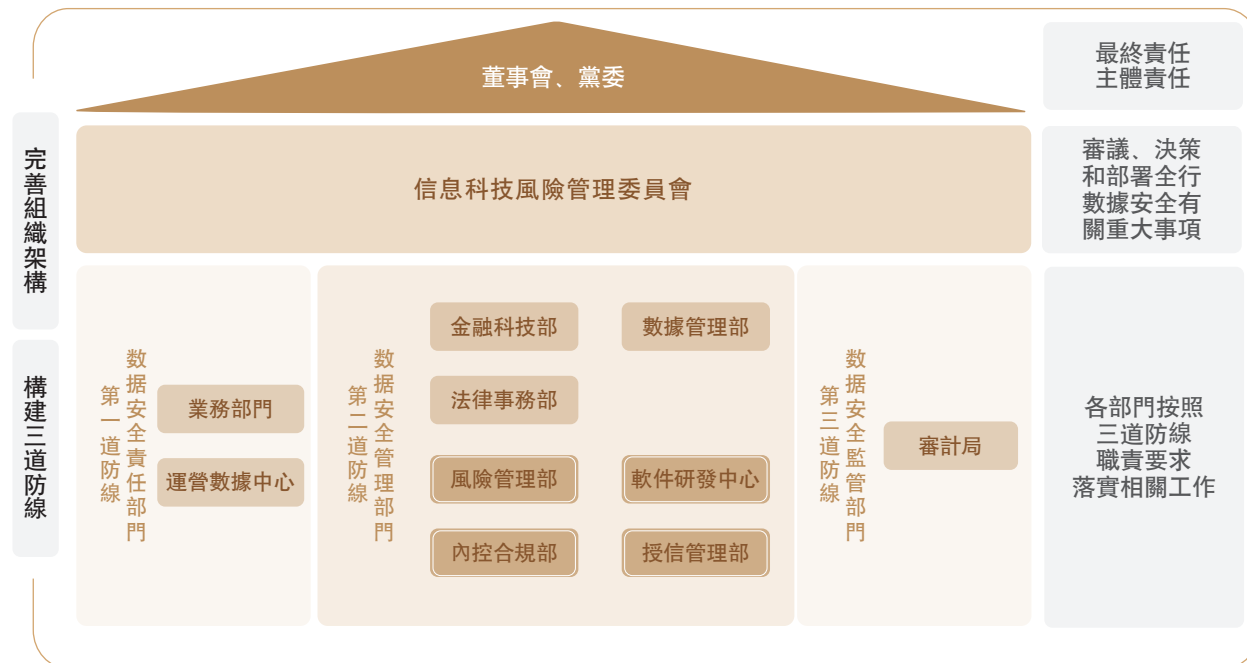 董事會、黨委
最終責任
主體責任
完善組織架構
信息科技風險管理委員會
審議、決策
和部署全行
數據安全有
關重大事項
構建三道防線
第一道防線
数据安全責任部門
業務部門
運營數據中心
第二道防線
数据安全管理部門
金融科技部
數據管理部
法律事務部
風險管理部
軟件研發中心
內控合規部
授信管理部
第三道防線
数据安全監管部門
審計局
各部門按照
三道防線
職責要求
落實相關工作